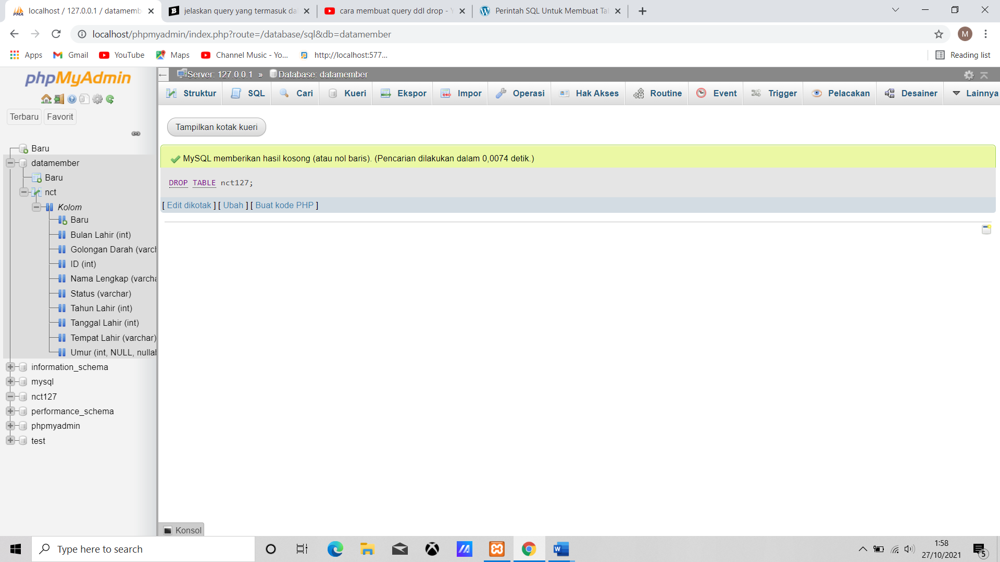 localhost / 127.0.0.1 / datamemb
jelaskan query yang termasuk da
cara membuat query ddl drop - Y
Perintah SQL Untuk Membuat Ta
localhost/phpmyadmin/index.php?route=/database/sql&db=datamember
M
Apps
Gmail
YouTube
Maps
Channel Music - Yo...
http://localhost:577...
Reading list
phpMyAdmin
Terbaru
Favorit
Baru
datamember
Baru
nct
Kolom
Baru
Bulan Lahir (int)
Golongan Darah (varch
ID (int)
Nama Lengkap (varcha
Status (varchar)
Tahun Lahir (int)
Tanggal Lahir (int)
Tempat Lahir (varchar)
Umur (int, NULL, nullab
information_schema
mysql
nct127
performance_schema
phpmyadmin
test
Server: 127.0.0.1 » Database: datamember
Struktur
SQL
Cari
Kueri
Ekspor
Impor
Operasi
Hak Akses
Routine
Event
Trigger
Pelacakan
Desainer
Lainnya
Tampilkan kotak kueri
MySQL memberikan hasil kosong (atau nol baris). (Pencarian dilakukan dalam 0,0074 detik.)
DROP TABLE nct127;
[ Edit dikotak ] [ Ubah ] [ Buat kode PHP ]
Konsol
Type here to search
1:58
27/10/2021
5